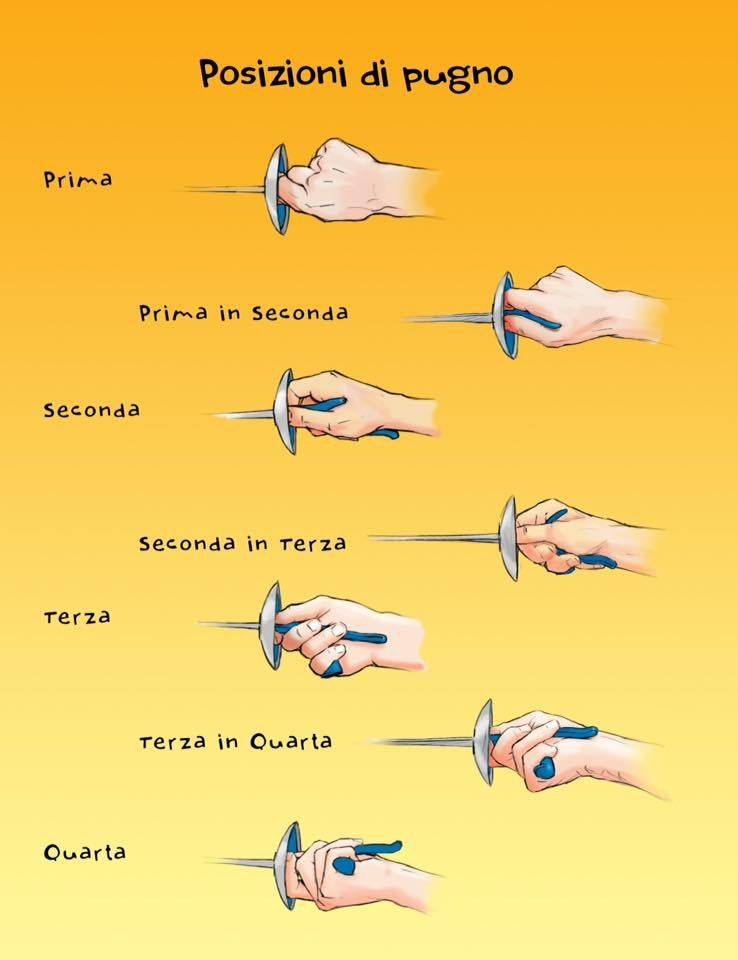 Posizioni di pugno
Prima
Prima in Seconda
Seconda
Seconda in Terza
Terza
Terza in Quarta
Quarta